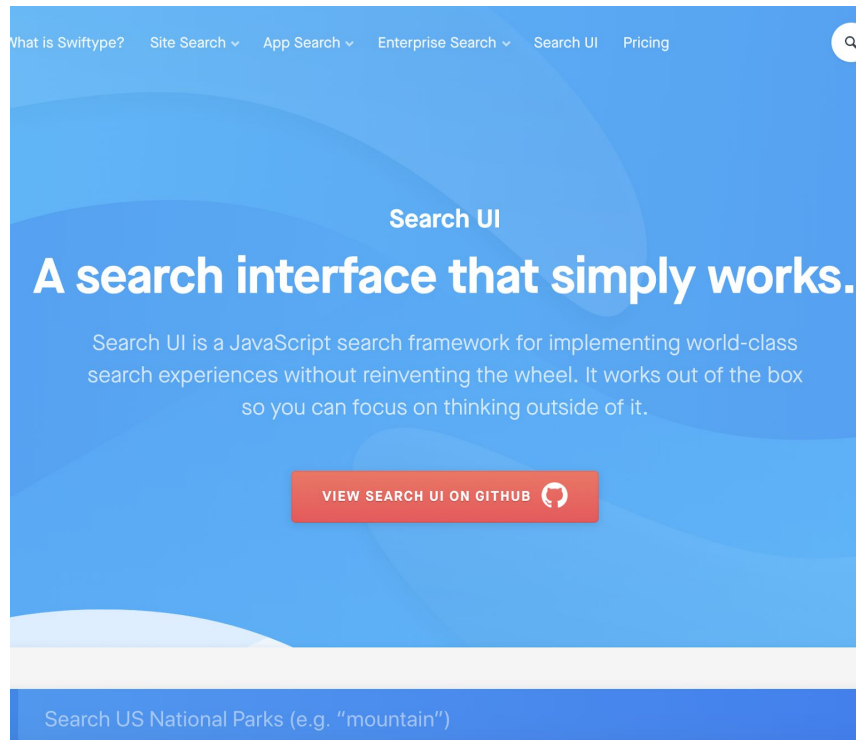 What is Swiftype? Site Search App Search Enterprise Search Search UI Pricing
Search UI
A search interface that simply works.
Search UI is a JavaScript search framework for implementing world-class
search experiences without reinventing the wheel. It works out of the box
so you can focus on thinking outside of it.
VIEW SEARCH UI ON GITHUB
Search US National Parks (e.g. “mountain”)